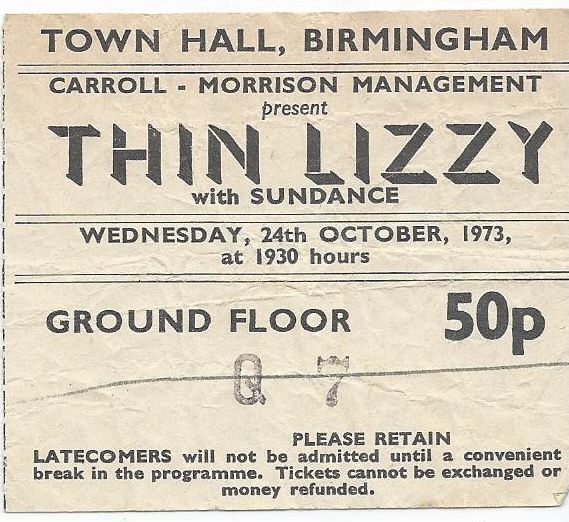 TOWN HALL, BIRMINGHAM
CARROLL - MORRISON MANAGEMENT
present
THIN LIZZY
with SUNDANCE
WEDNESDAY, 24th OCTOBER, 1973,
at 1930 hours
GROUND FLOOR 50p
Q 7
PLEASE RETAIN
LATECOMERS will not be admitted until a convenient
break in the programme. Tickets cannot be exchanged or
money refunded.